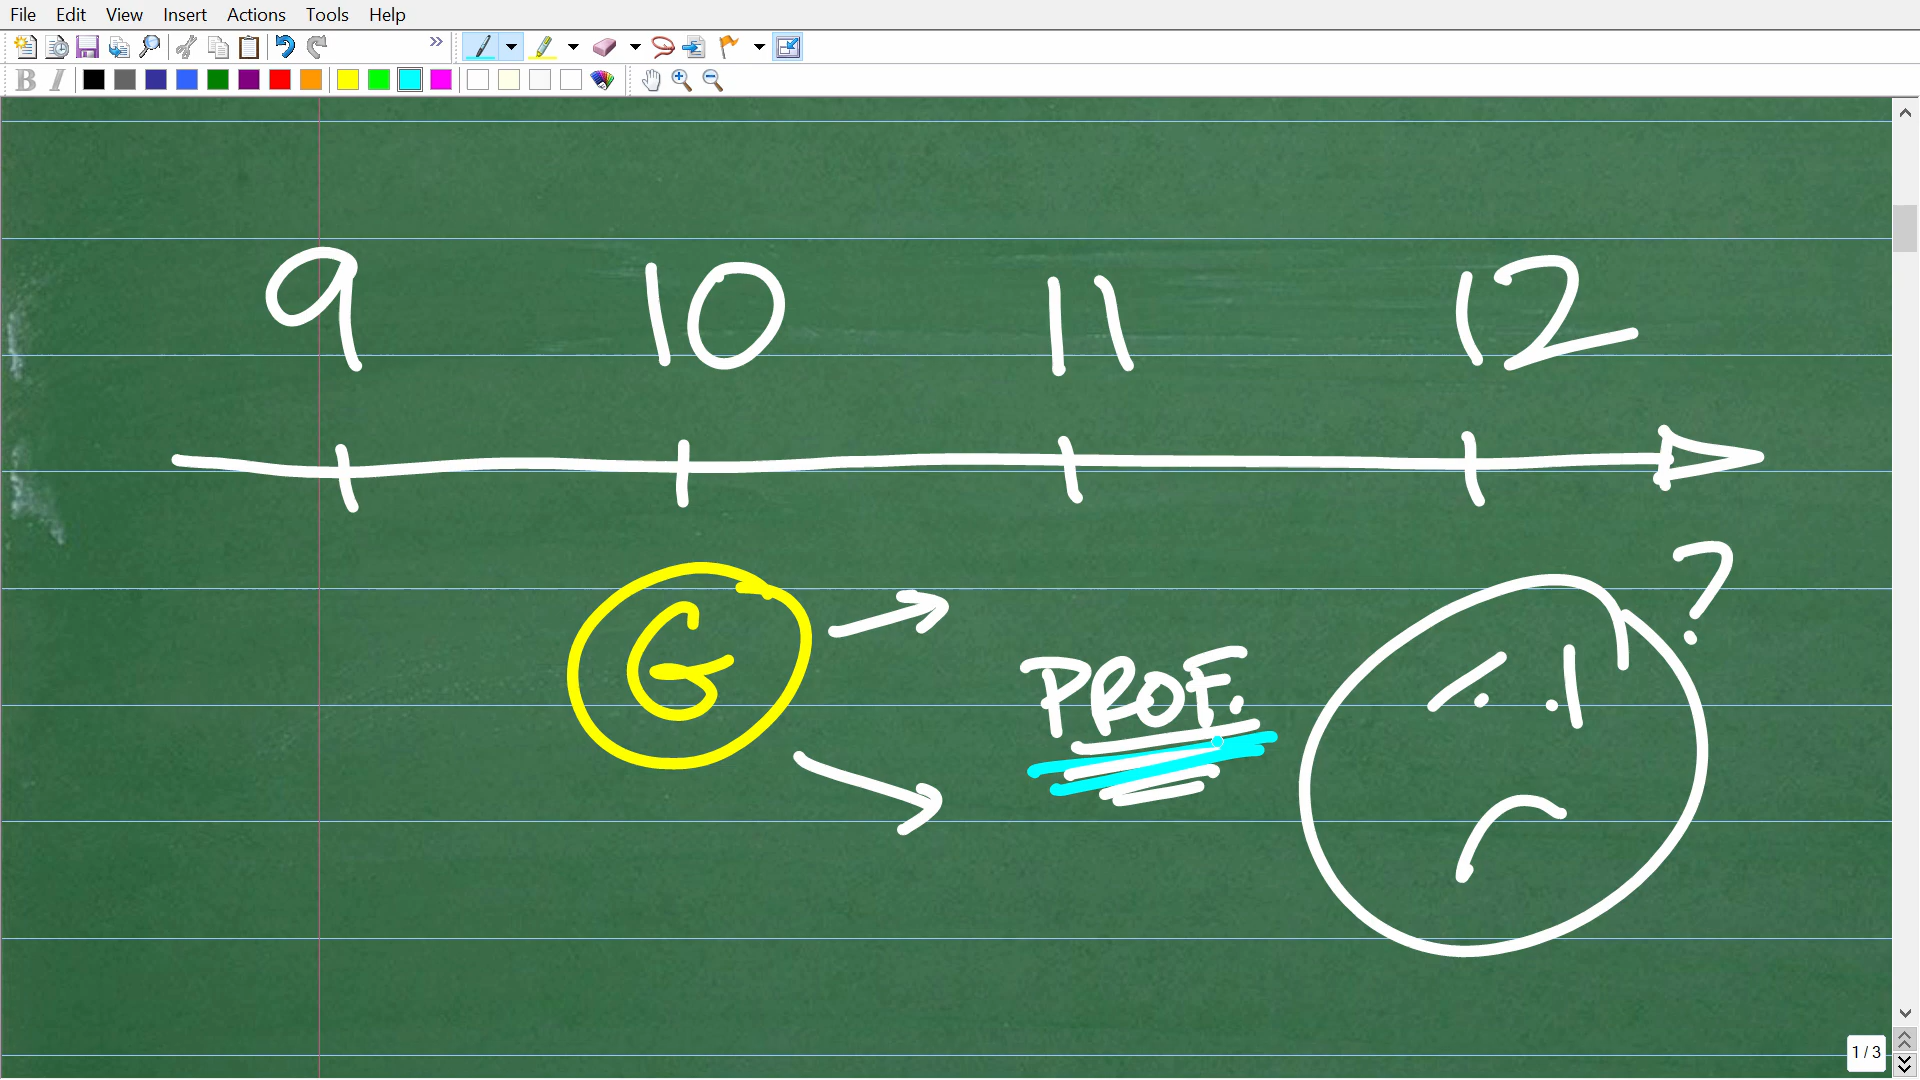 File Edit View Insert Actions Tools Help
B I
9 10 11 12
G
PROF.
?
1 / 3